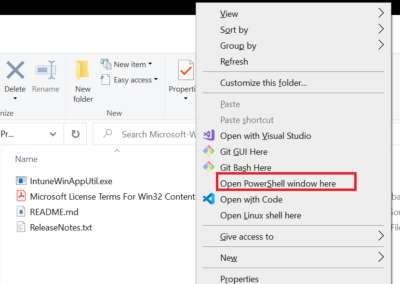 View
Sort by
Group by
Refresh
Customize this folder...
Paste
Paste shortcut
Open with Visual Studio
Git GUI Here
Git Bash Here
Open PowerShell window here
Open with Code
Open Linux shell here
Give access to
New
Properties
Delete
Rename
New
folder
New item
Easy access
Properti
nize
New
Pr...
Search Microsoft-W
Name
IntuneWinAppUtil.exe
Microsoft License Terms For Win32 Content
README.md
ReleaseNotes.txt